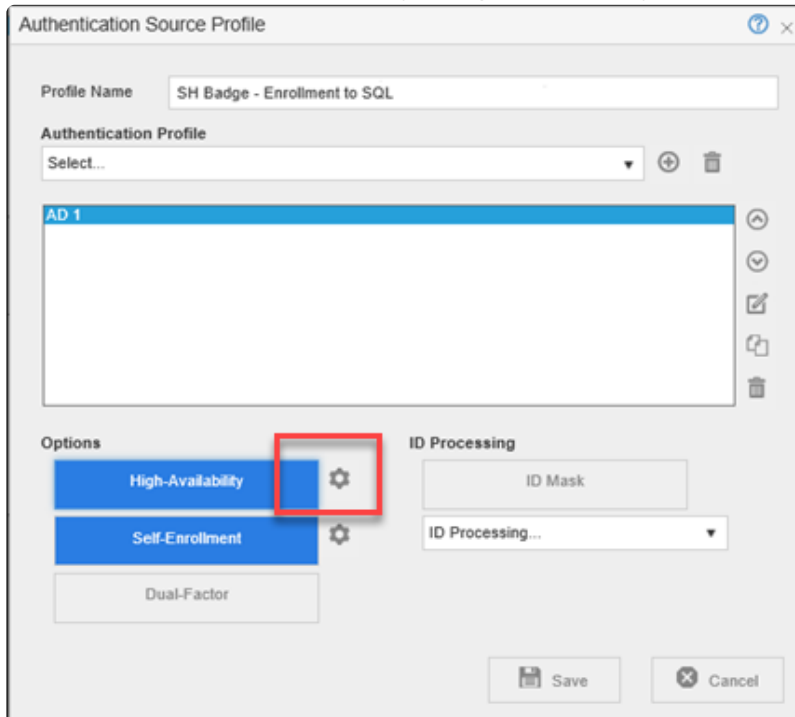 Authentication Source Profile
Profile Name SH Badge - Enrollment to SQL
Authentication Profile
Select...
AD 1
Options ID Processing
High-Availability ID Mask
Self-Enrollment ID Processing...
Dual-Factor
Save Cancel